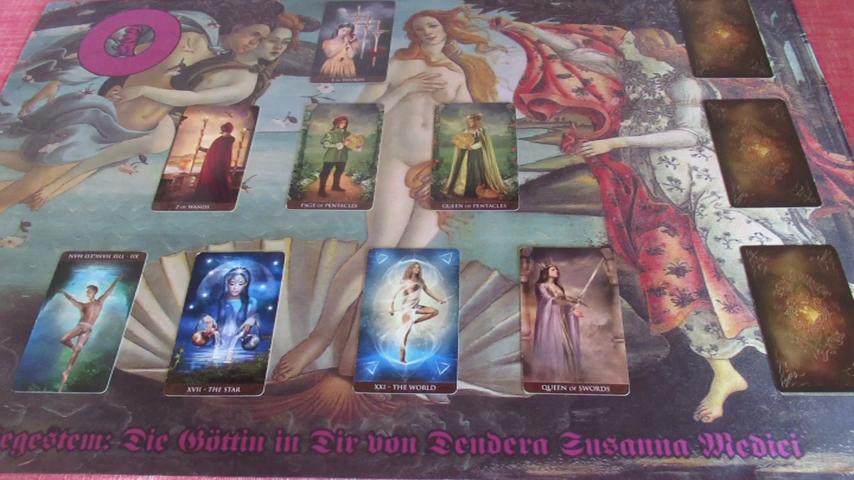 2 OF WANDS
PAGE OF PENTACLES
QUEEN OF PENTACLES
XII · THE HANGED MAN
XVII · THE STAR
XXI · THE WORLD
QUEEN OF SWORDS
Die Göttin in Dir von Dendera Susanna Medici